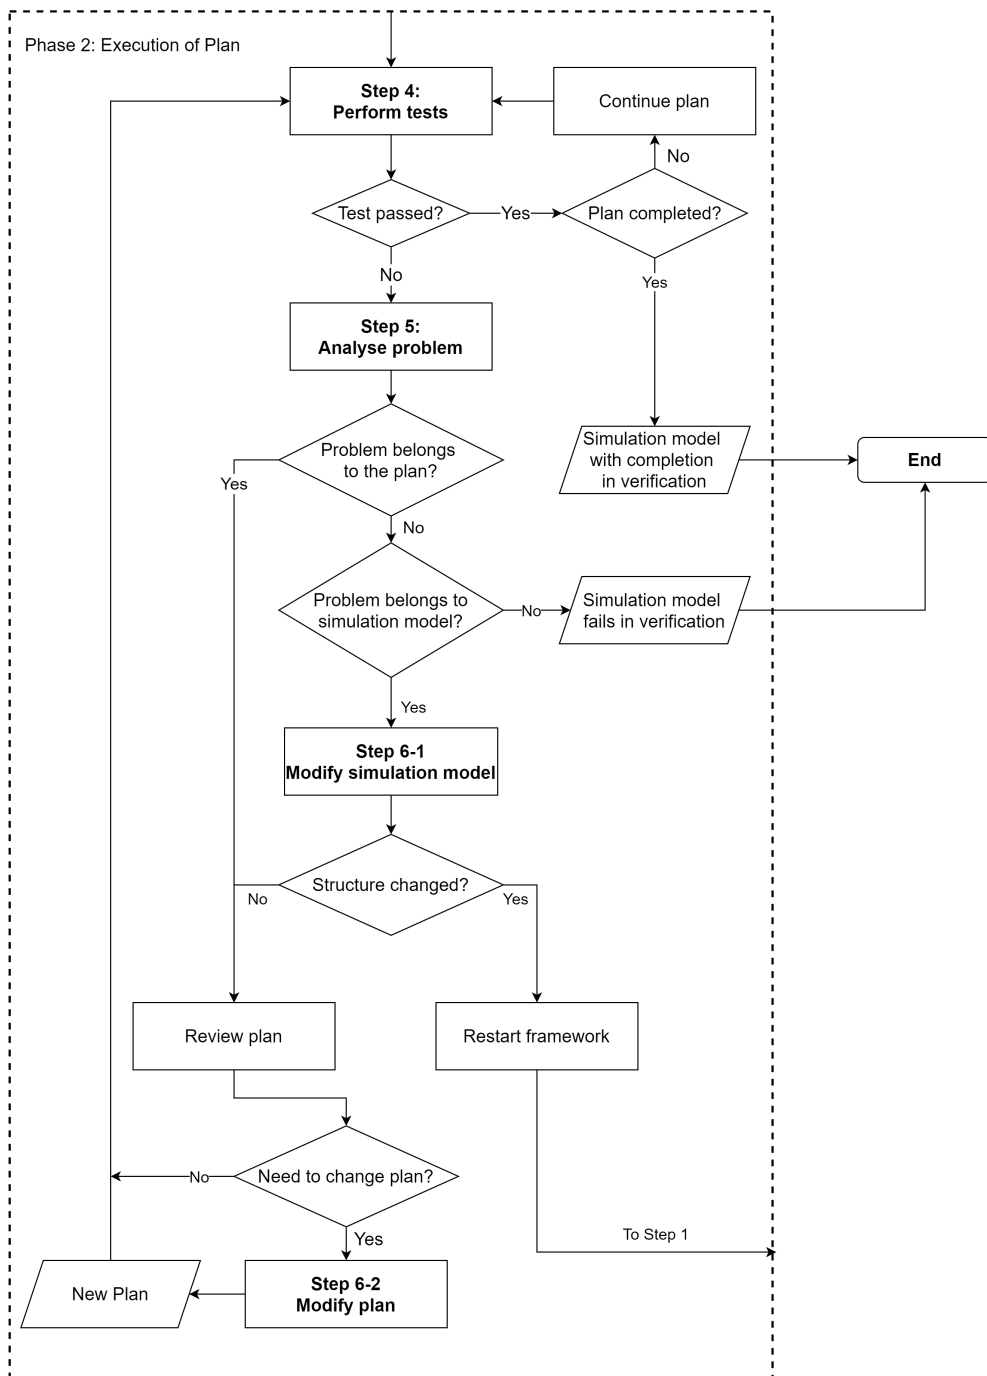 Phase 2: Execution of Plan
Step 4:
Perform tests
Continue plan
No
Test passed?
Yes
Plan completed?
No
Yes
Step 5:
Analyse problem
Problem belongs
to the plan?
Yes
No
Simulation model
with completion
in verification
End
Problem belongs to
simulation model?
No
Simulation model
fails in verification
Yes
Step 6-1
Modify simulation model
Structure changed?
No
Yes
Review plan
Restart framework
Need to change plan?
No
Yes
To Step 1
New Plan
Step 6-2
Modify plan